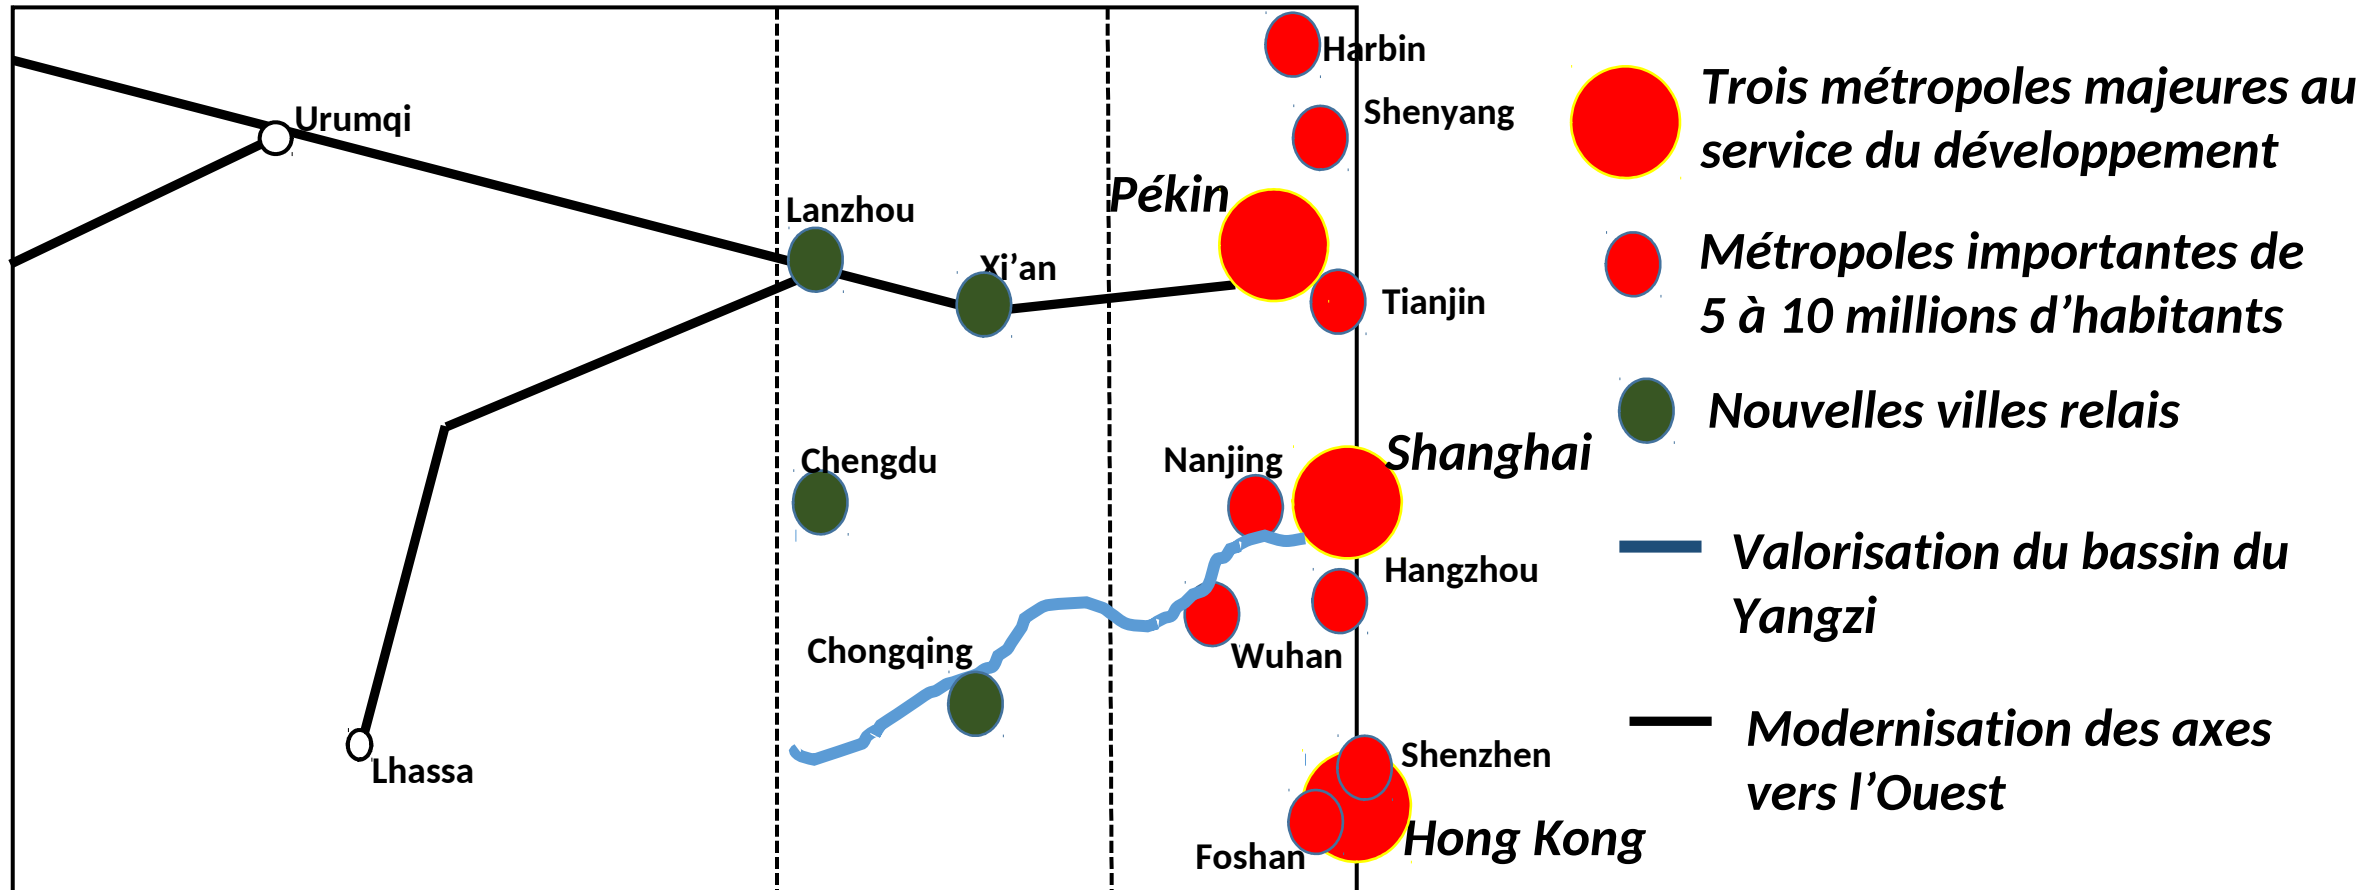 Harbin
Urumqi
Shenyang
Pékin
Lanzhou
Xi’an
Tianjin
Chengdu
Nanjing
Shanghai
Hangzhou
Chongqing
Wuhan
Lhassa
Shenzhen
Hong Kong
Foshan
Trois métropoles majeures au
service du développement
Métropoles importantes de
5 à 10 millions d’habitants
Nouvelles villes relais
Valorisation du bassin du
Yangzi
Modernisation des axes
vers l’Ouest